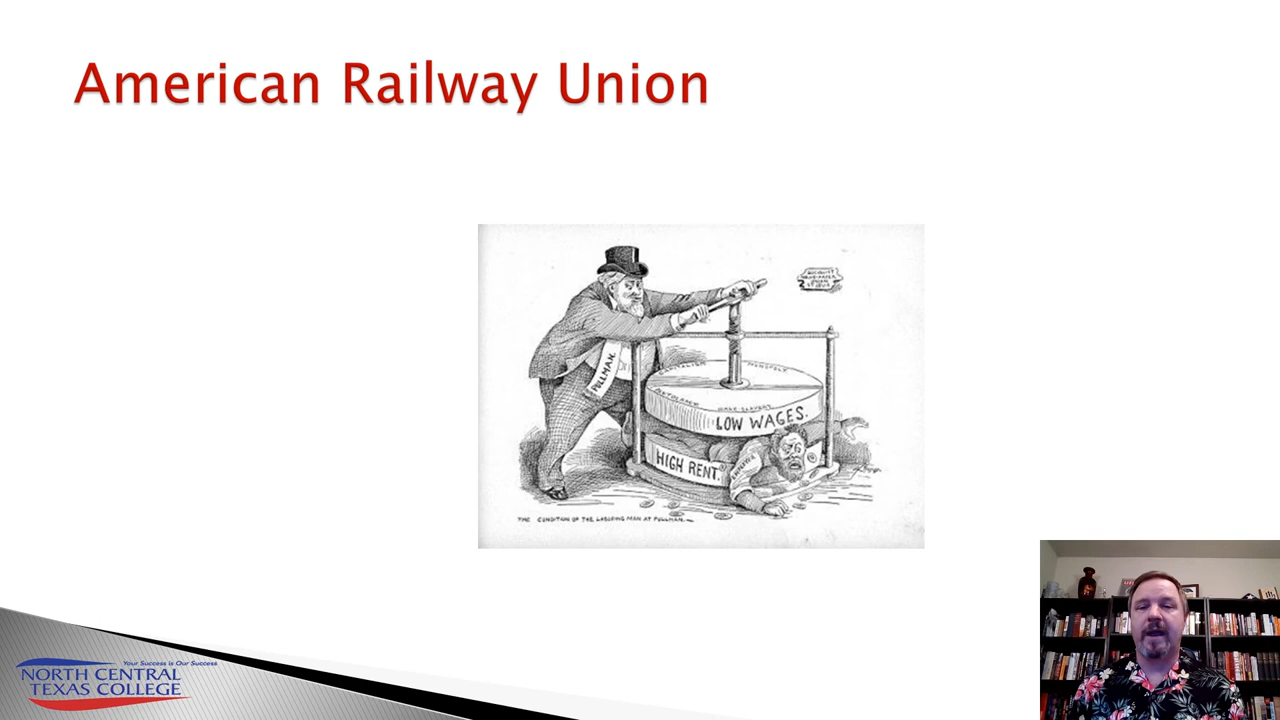 American Railway Union
PULLMAN.
MONOPOLY.
LOW WAGES.
HIGH RENT.
THE CONDITION OF THE LABORING MAN AT PULLMAN.
Your Success is Our Success
NORTH CENTRAL
TEXAS COLLEGE